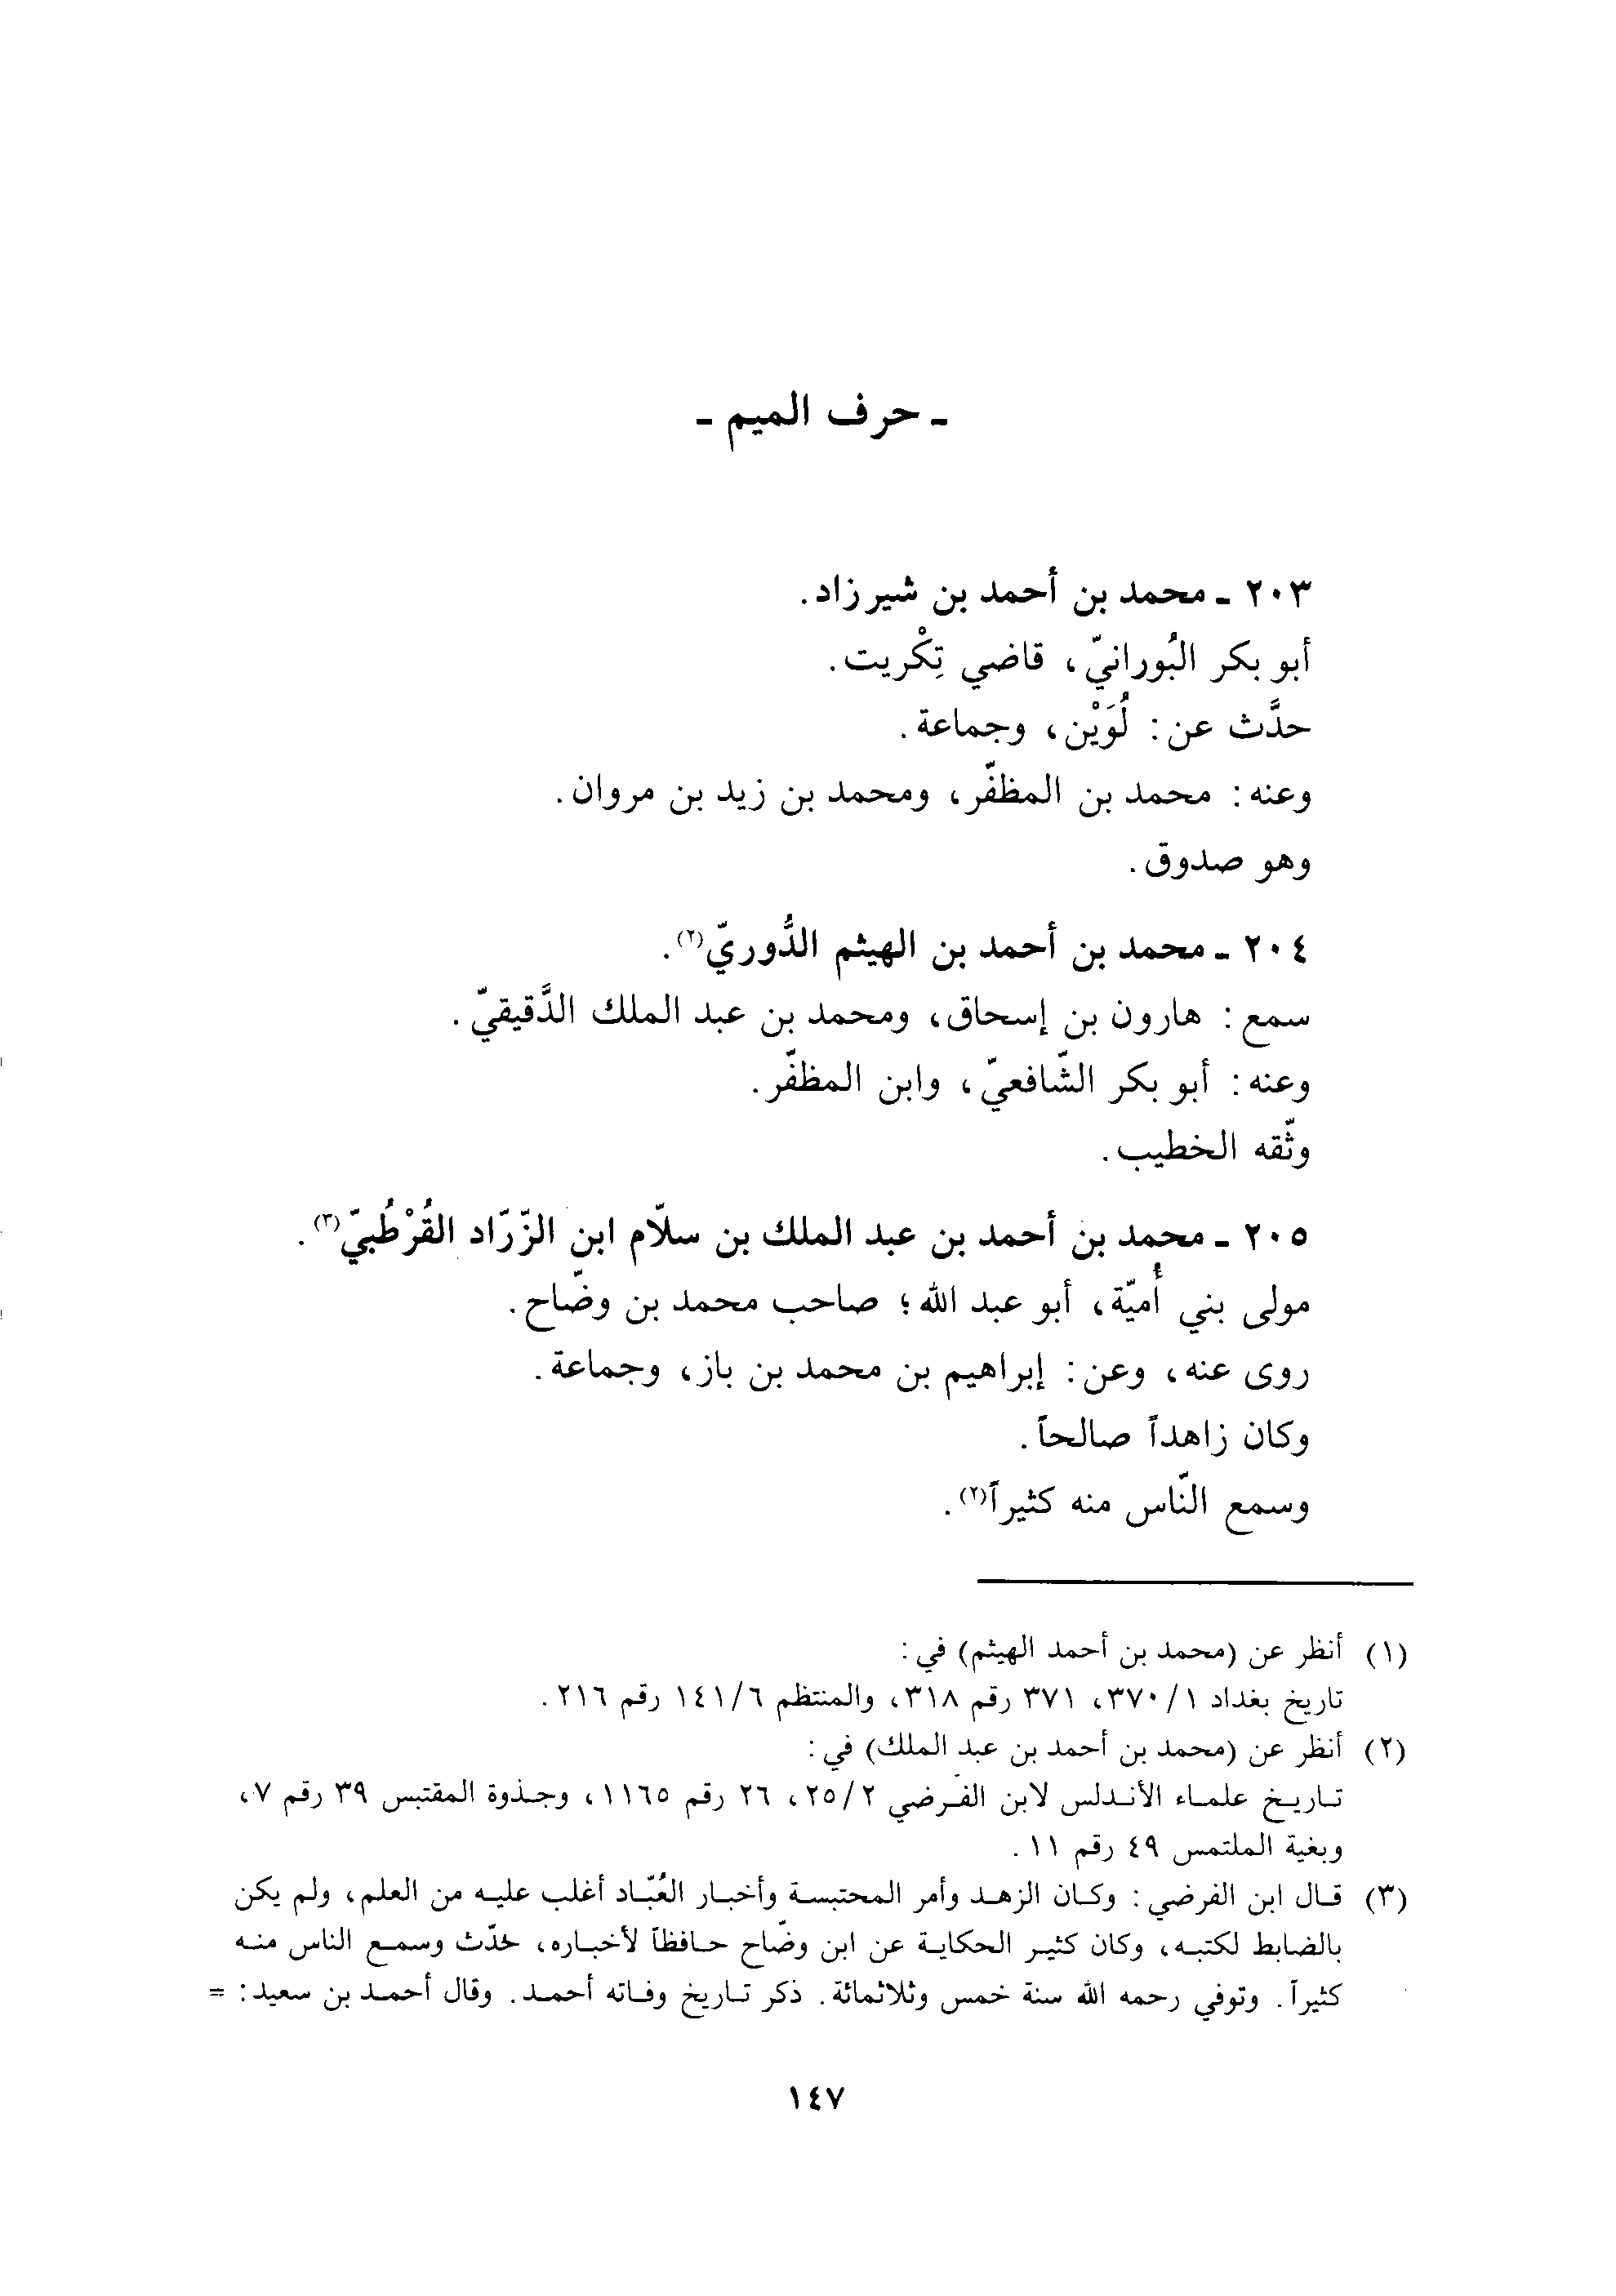 ـ حرف الميم ـ
٢٠٣ ـ محمد بن أحمد بن شيرزاد.
أبو بكر البُورانيّ، قاضي تِكْريت.
حدَّث عن: لُوَيْن، وجماعة.
وعنه: محمد بن المظفّر، ومحمد بن زيد بن مروان.
وهو صدوق.
٢٠٤ ـ محمد بن أحمد بن الهيثم الدُّوريّ(٢).
سمع: هارون بن إسحاق، ومحمد بن عبد الملك الدَّقيقيّ.
وعنه: أبو بكر الشّافعيّ، وابن المظفّر.
وثّقه الخطيب.
٢٠٥ ـ محمد بن أحمد بن عبد الملك بن سلّام ابن الزّرّاد القُرْطُبيّ(٣).
مولى بني أُميّة، أبو عبد الله؛ صاحب محمد بن وضّاح.
روى عنه، وعن: إبراهيم بن محمد بن باز، وجماعة.
وكان زاهداً صالحاً.
وسمع النّاس منه كثيراً(٢).
(١) أنظر عن (محمد بن أحمد الهيثم) في:
تاريخ بغداد ١/ ٣٧٠، ٣٧١ رقم ٣١٨، والمنتظم ٦/ ١٤١ رقم ٢١٦.
(٢) أنظر عن (محمد بن أحمد بن عبد الملك) في:
تاريخ علماء الأندلس لابن الفرضي ٢/ ٢٥، ٢٦ رقم ١١٦٥، وجذوة المقتبس ٣٩ رقم ٧،
وبغية الملتمس ٤٩ رقم ١١.
(٣) قال ابن الفرضي: وكان الزهد وأمر المحتبسة وأخبار العُبّاد أغلب عليه من العلم، ولم يكن
بالضابط لكتبه، وكان كثير الحكاية عن ابن وضّاح حافظاً لأخباره، حدّث وسمع الناس منه
كثيراً. وتوفي رحمه الله سنة خمس وثلاثمائة. ذكر تاريخ وفاته أحمد. وقال أحمد بن سعيد: =
١٤٧